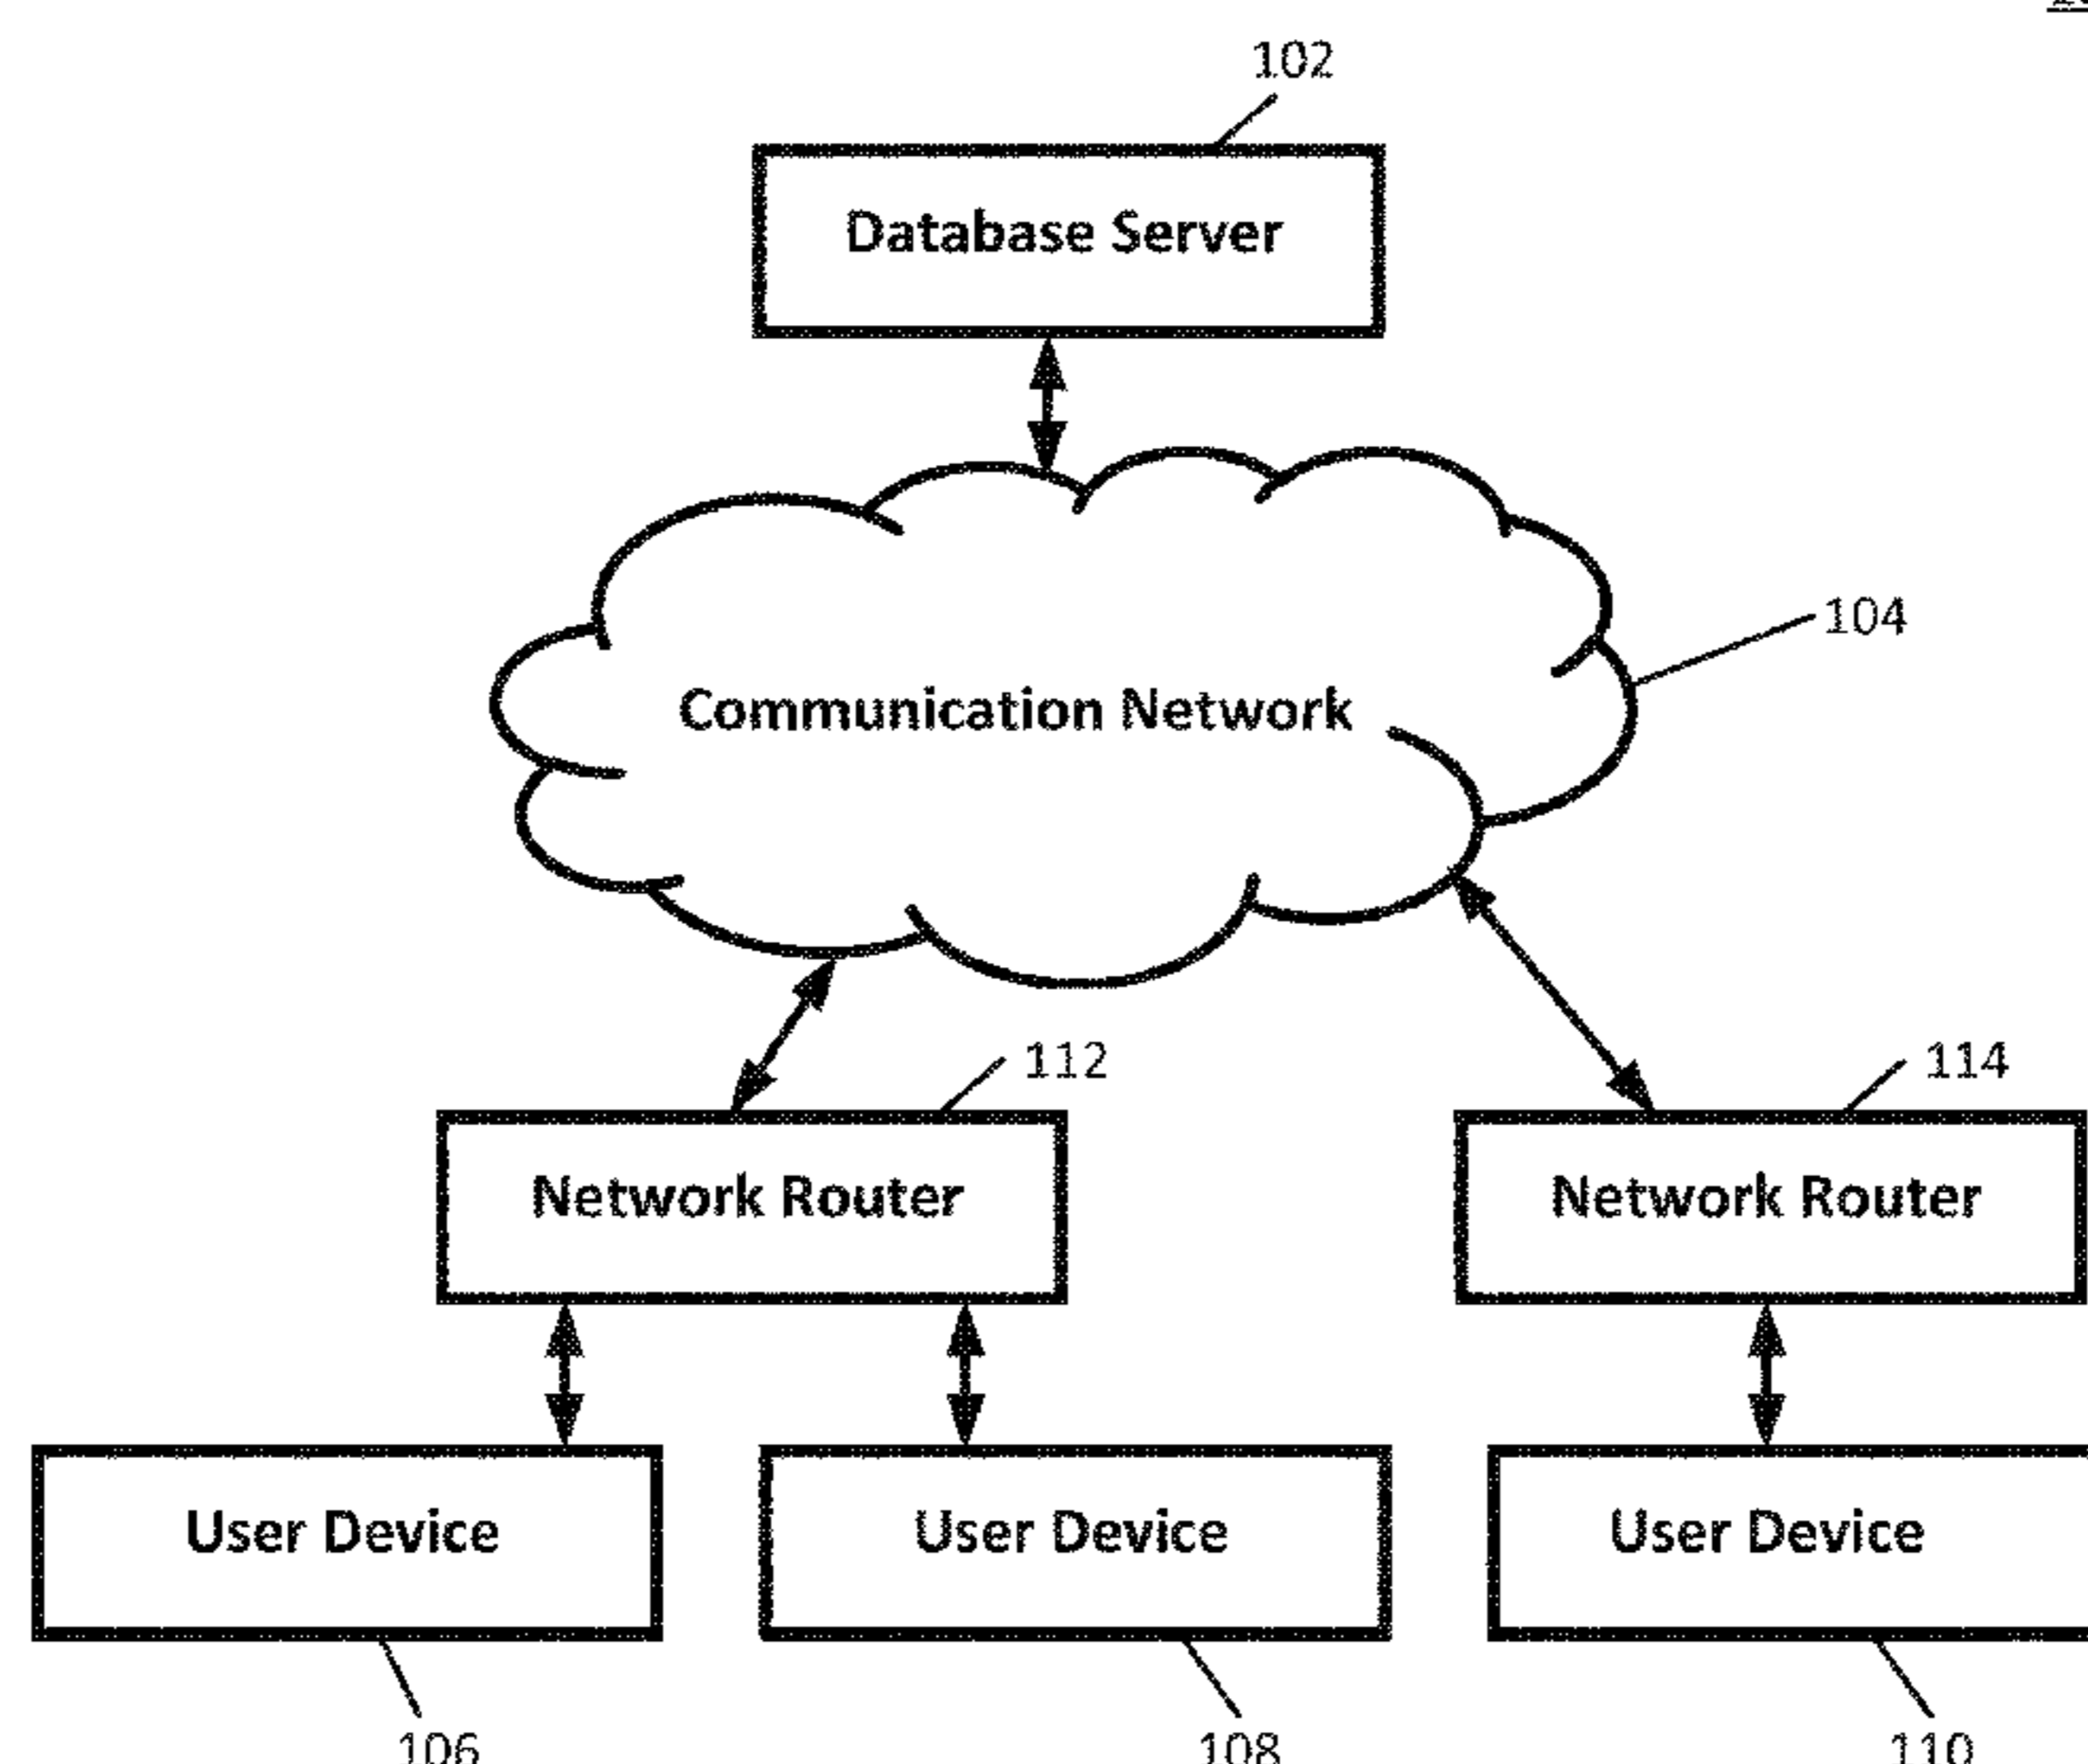 102
Database Server
104
Communication Network
112
114
Network Router
Network Router
User Device
User Device
User Device
106
108
110